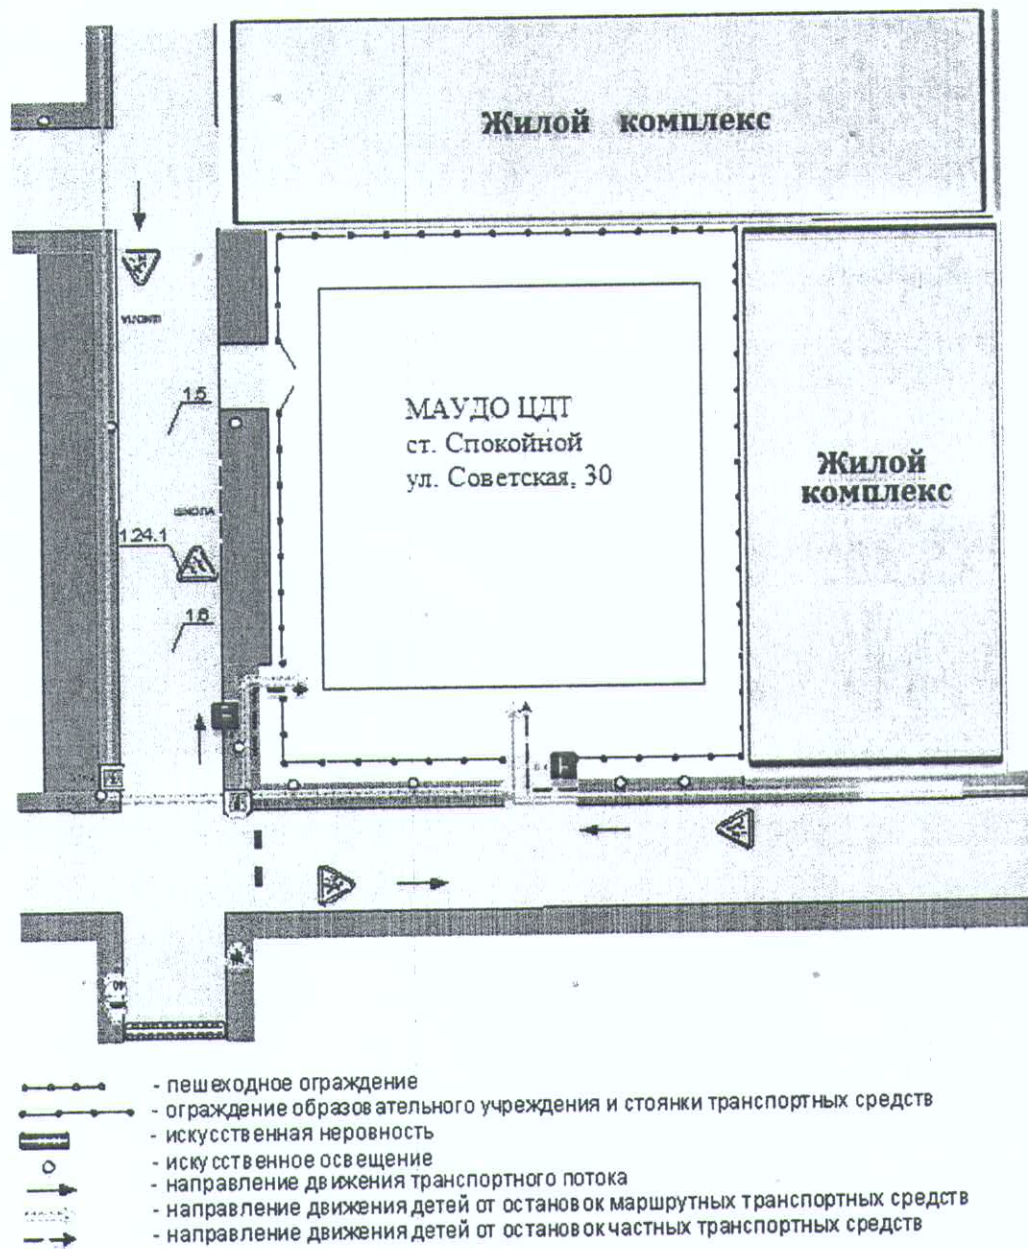 Жилой комплекс
1.5
МАУДО ЦДТ
ст. Спокойной
ул. Советская, 30
Жилой
комплекс
ШКОЛА
1.24.1
1.6
- пешеходное ограждение
- ограждение образовательного учреждения и стоянки транспортных средств
- искусственная неровность
- искусственное освещение
- направление движения транспортного потока
- направление движения детей от остановок маршрутных транспортных средств
- направление движения детей от остановок частных транспортных средств